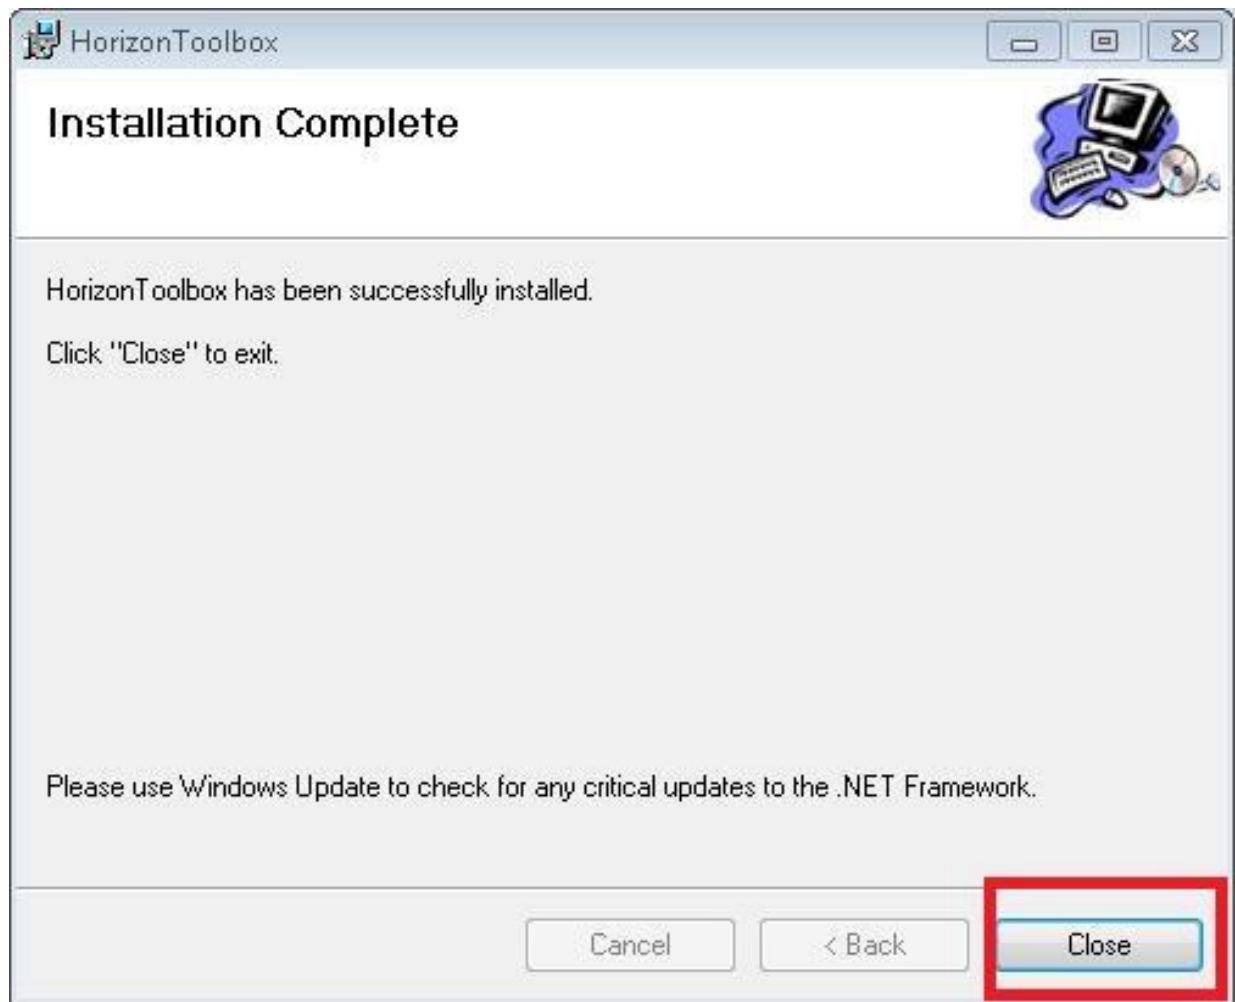 HorizonToolbox
Installation Complete
HorizonToolbox has been successfully installed.
Click "Close" to exit.
Please use Windows Update to check for any critical updates to the .NET Framework.
Cancel
< Back
Close